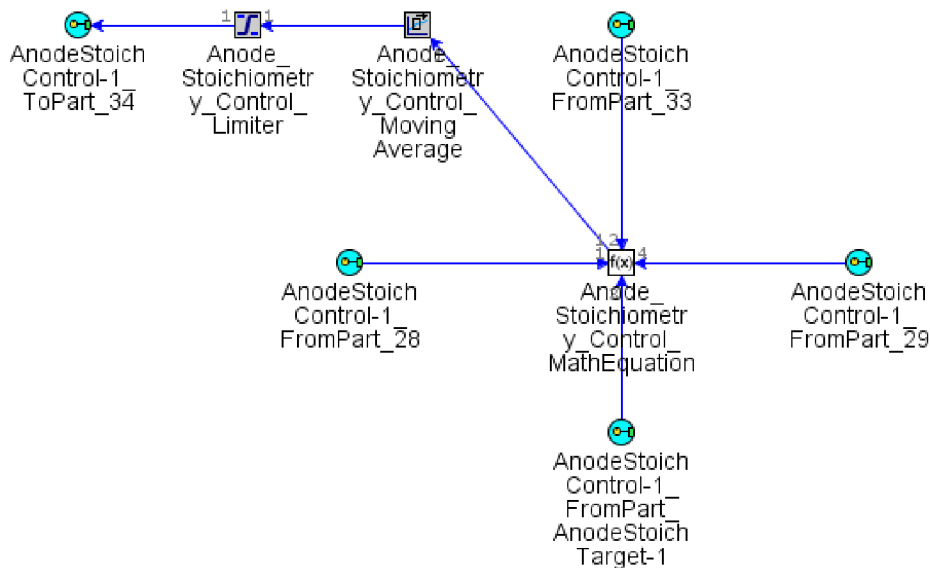 1
1
AnodeStoich
Control-1_
ToPart_34
Anode_
Stoichiometr
y_Control_
Limiter
Anode_
Stoichiometr
y_Control_
Moving
Average
AnodeStoich
Control-1_
FromPart_33
1 2
1
f(x)
4
AnodeStoich
Control-1_
FromPart_28
Anode_
Stoichiometr
y_Control_
MathEquation
AnodeStoich
Control-1_
FromPart_29
AnodeStoich
Control-1_
FromPart_
AnodeStoich
Target-1